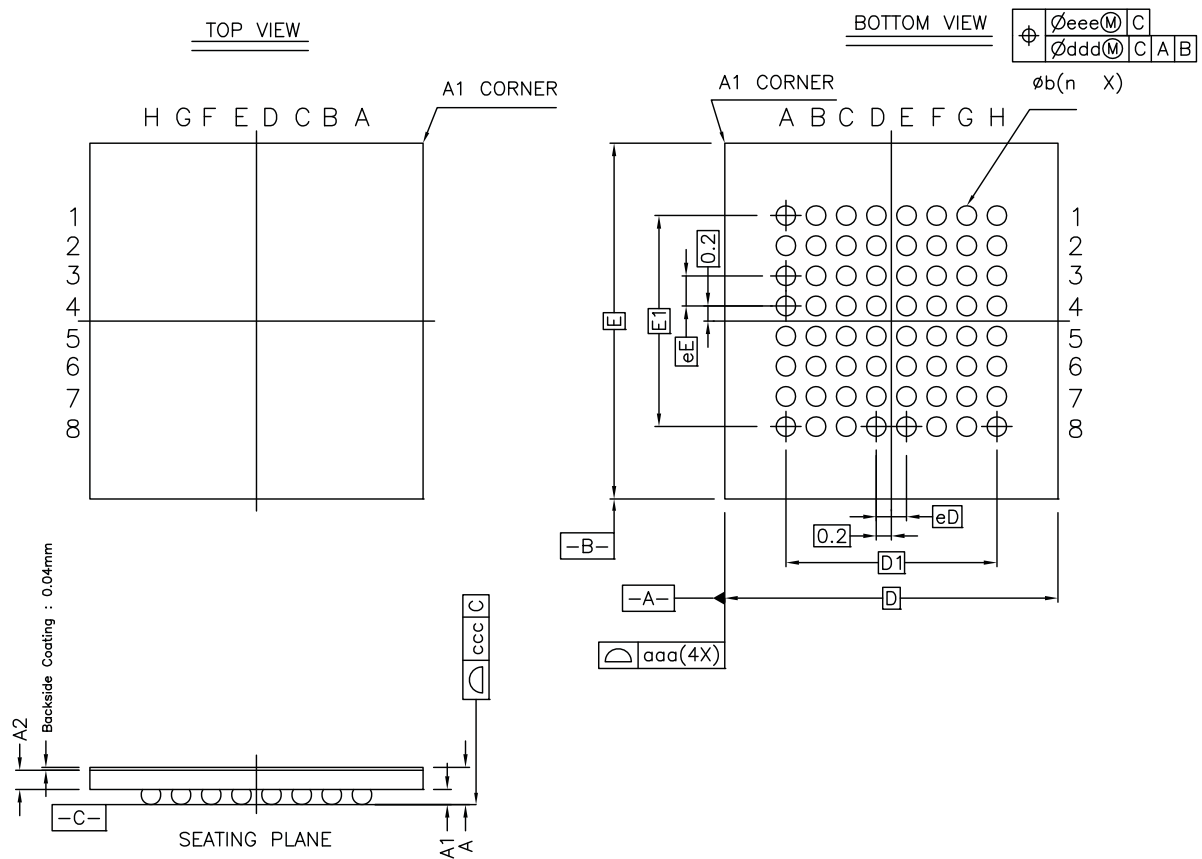 TOP VIEW
A1 CORNER
H G F E D C B A
1
2
3
4
5
6
7
8
BOTTOM VIEW
Øeee Ⓜ C
Øddd Ⓜ C A B
A1 CORNER
øb(n X)
A B C D E F G H
1
2
3
4
5
6
7
8
E
E1
eE
0.2
eD
0.2
D1
D
-B-
-A-
aaa(4X)
A2
Backside Coating : 0.04mm
ccc C
-C-
SEATING PLANE
A1
A